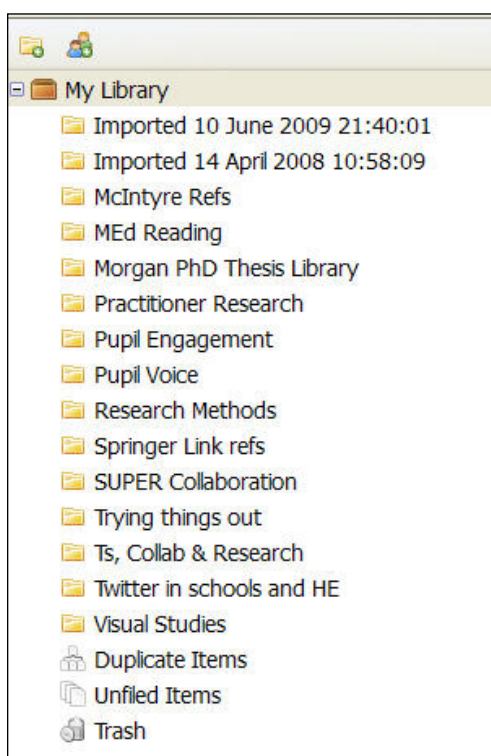 My Library
Imported 10 June 2009 21:40:01
Imported 14 April 2008 10:58:09
McIntyre Refs
MEd Reading
Morgan PhD Thesis Library
Practitioner Research
Pupil Engagement
Pupil Voice
Research Methods
Springer Link refs
SUPER Collaboration
Trying things out
Ts, Collab & Research
Twitter in schools and HE
Visual Studies
Duplicate Items
Unfiled Items
Trash